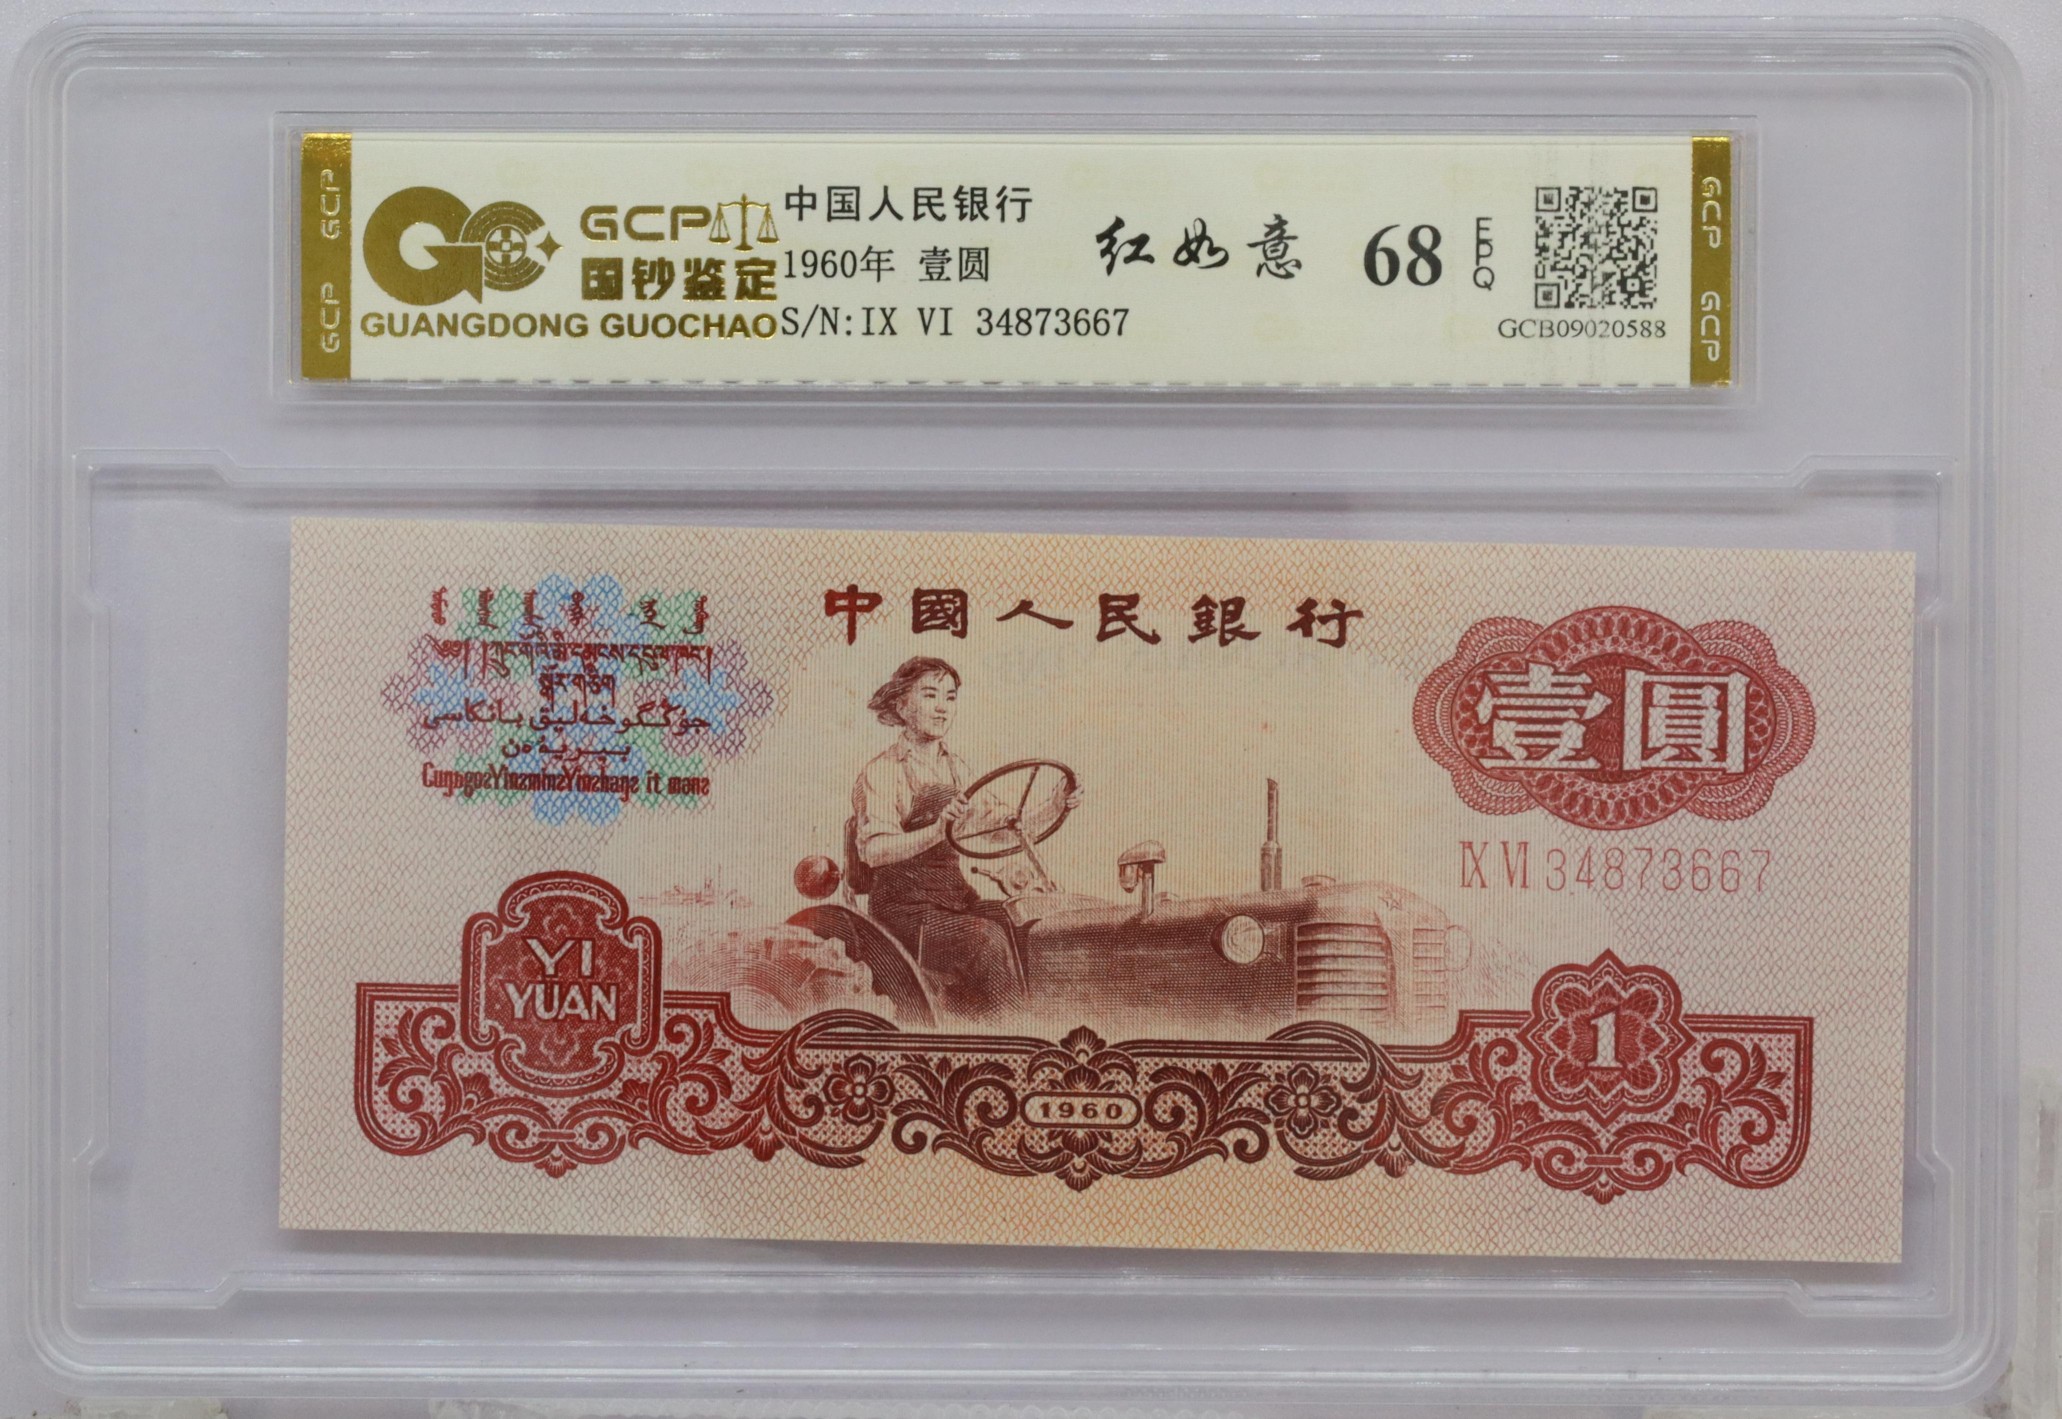 GCP
GCP
GCP
国钞鉴定
GUANGDONG GUOCHAO
中国人民银行
1960年 壹圆
S/N:IX VI 34873667
红如意
68
EPQ
GCB09020588
GCP
GCP
中國人民銀行
壹圓
IX VI 34873667
YI
YUAN
1960
1